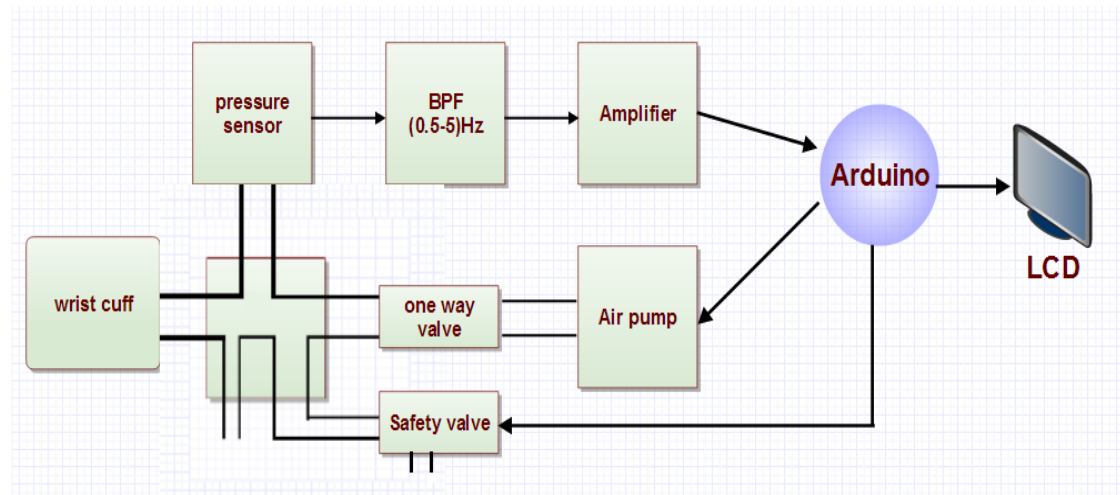 pressure
sensor
BPF
(0.5-5)Hz
Amplifier
Arduino
LCD
wrist cuff
one way
valve
Air pump
Safety valve